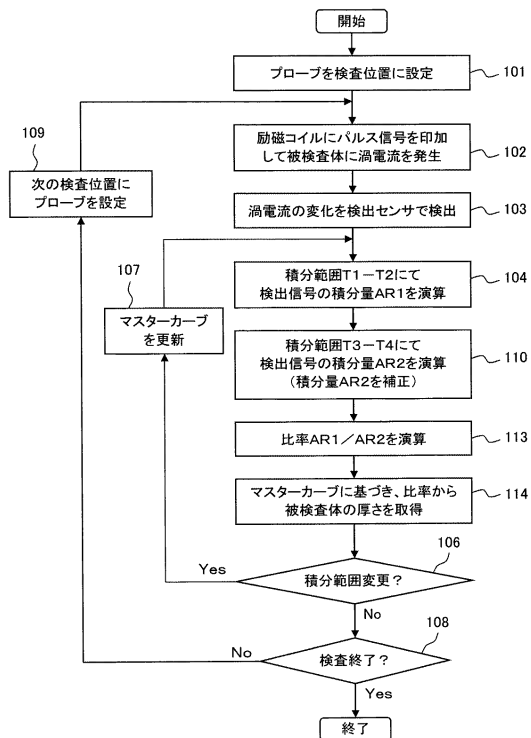 開始
プローブを検査位置に設定
101
109
励磁コイルにパルス信号を印加
して被検査体に渦電流を発生
102
次の検査位置に
プローブを設定
渦電流の変化を検出センサで検出
103
107
積分範囲T1－T2にて
検出信号の積分量AR1を演算
104
マスターカーブ
を更新
積分範囲T3－T4にて
検出信号の積分量AR2を演算
(積分量AR2を補正)
110
比率AR1／AR2を演算
113
マスターカーブに基づき、比率から
被検査体の厚さを取得
114
106
Yes
積分範囲変更？
No
108
No
検査終了？
Yes
終了